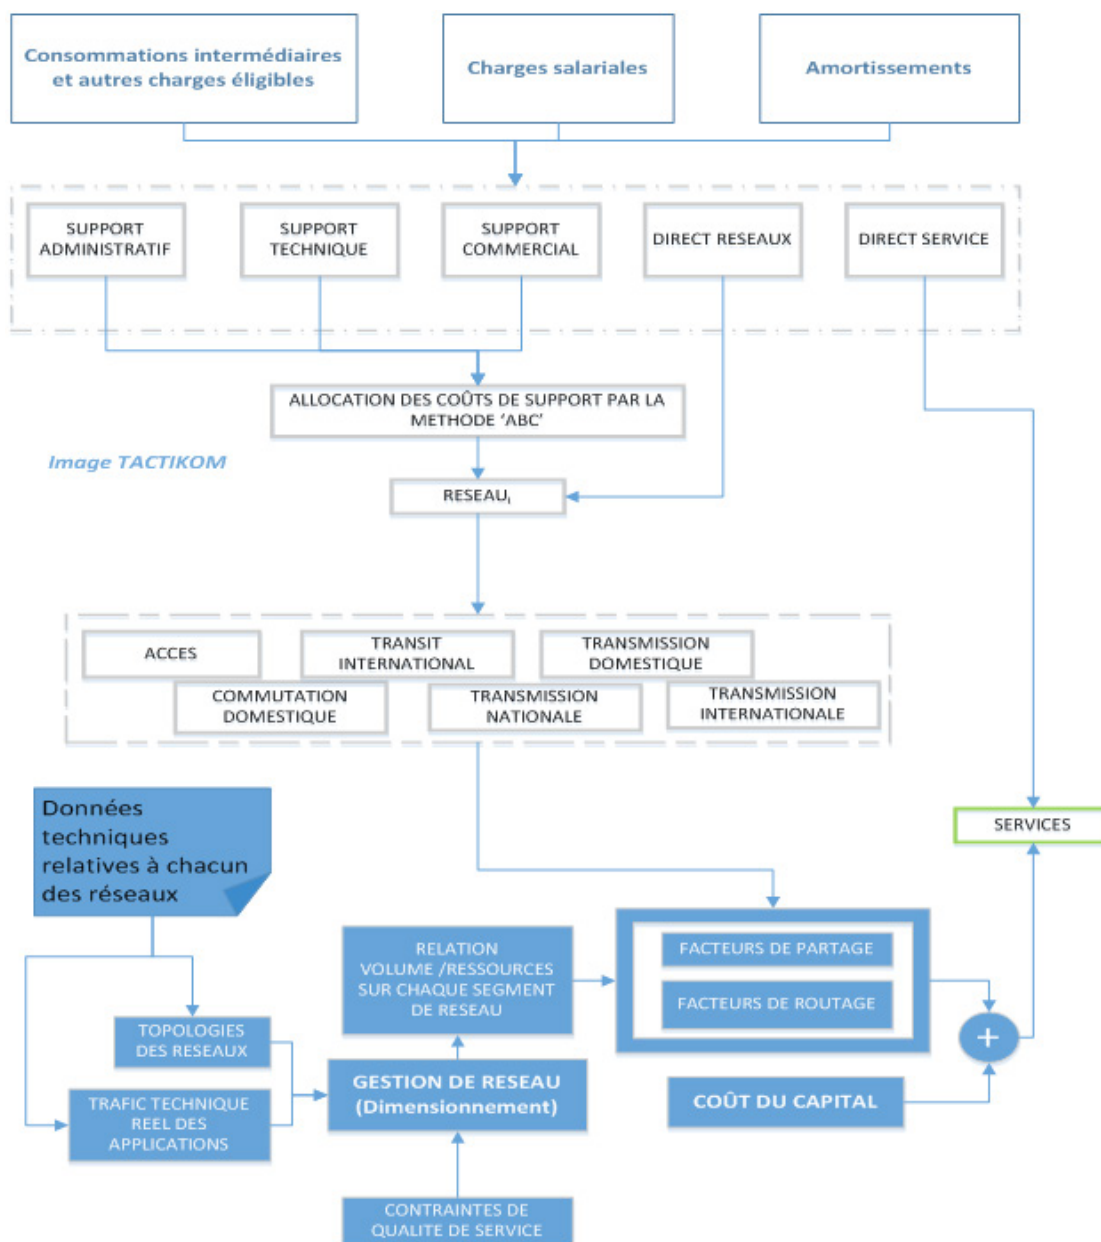 Consommations intermédiaires
et autres charges éligibles
Charges salariales
Amortissements
SUPPORT
ADMINISTRATIF
SUPPORT
TECHNIQUE
SUPPORT
COMMERCIAL
DIRECT RESEAUX
DIRECT SERVICE
ALLOCATION DES COÛTS DE SUPPORT PAR LA
METHODE ‘ABC’
Image TACTIKOM
RESEAUi
ACCES
TRANSIT
INTERNATIONAL
TRANSMISSION
DOMESTIQUE
COMMUTATION
DOMESTIQUE
TRANSMISSION
NATIONALE
TRANSMISSION
INTERNATIONALE
Données
techniques
relatives à chacun
des réseaux
SERVICES
RELATION
VOLUME /RESSOURCES
SUR CHAQUE SEGMENT
DE RESEAU
FACTEURS DE PARTAGE
FACTEURS DE ROUTAGE
+
TOPOLOGIES
DES RESEAUX
GESTION DE RESEAU
(Dimensionnement)
COÛT DU CAPITAL
TRAFIC TECHNIQUE
REEL DES
APPLICATIONS
CONTRAINTES DE
QUALITE DE SERVICE